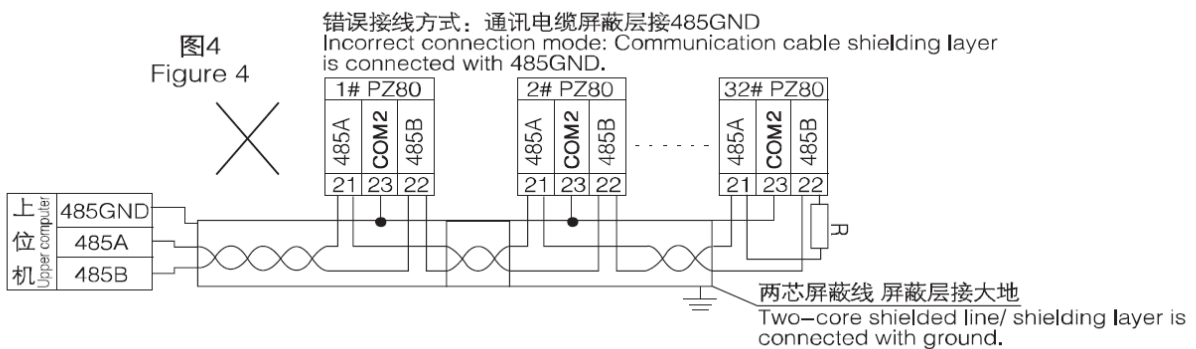 错误接线方式：通讯电缆屏蔽层接485GND
图4
Incorrect connection mode: Communication cable shielding layer
Figure 4
is connected with 485GND.
1# PZ80
2# PZ80
32# PZ80
485A COM2 485B
485A COM2 485B
485A COM2 485B
21 23 22
21 23 22
21 23 22
上位机
Upper computer
485GND
485A
485B
R
两芯屏蔽线 屏蔽层接大地
Two-core shielded line/ shielding layer is
connected with ground.